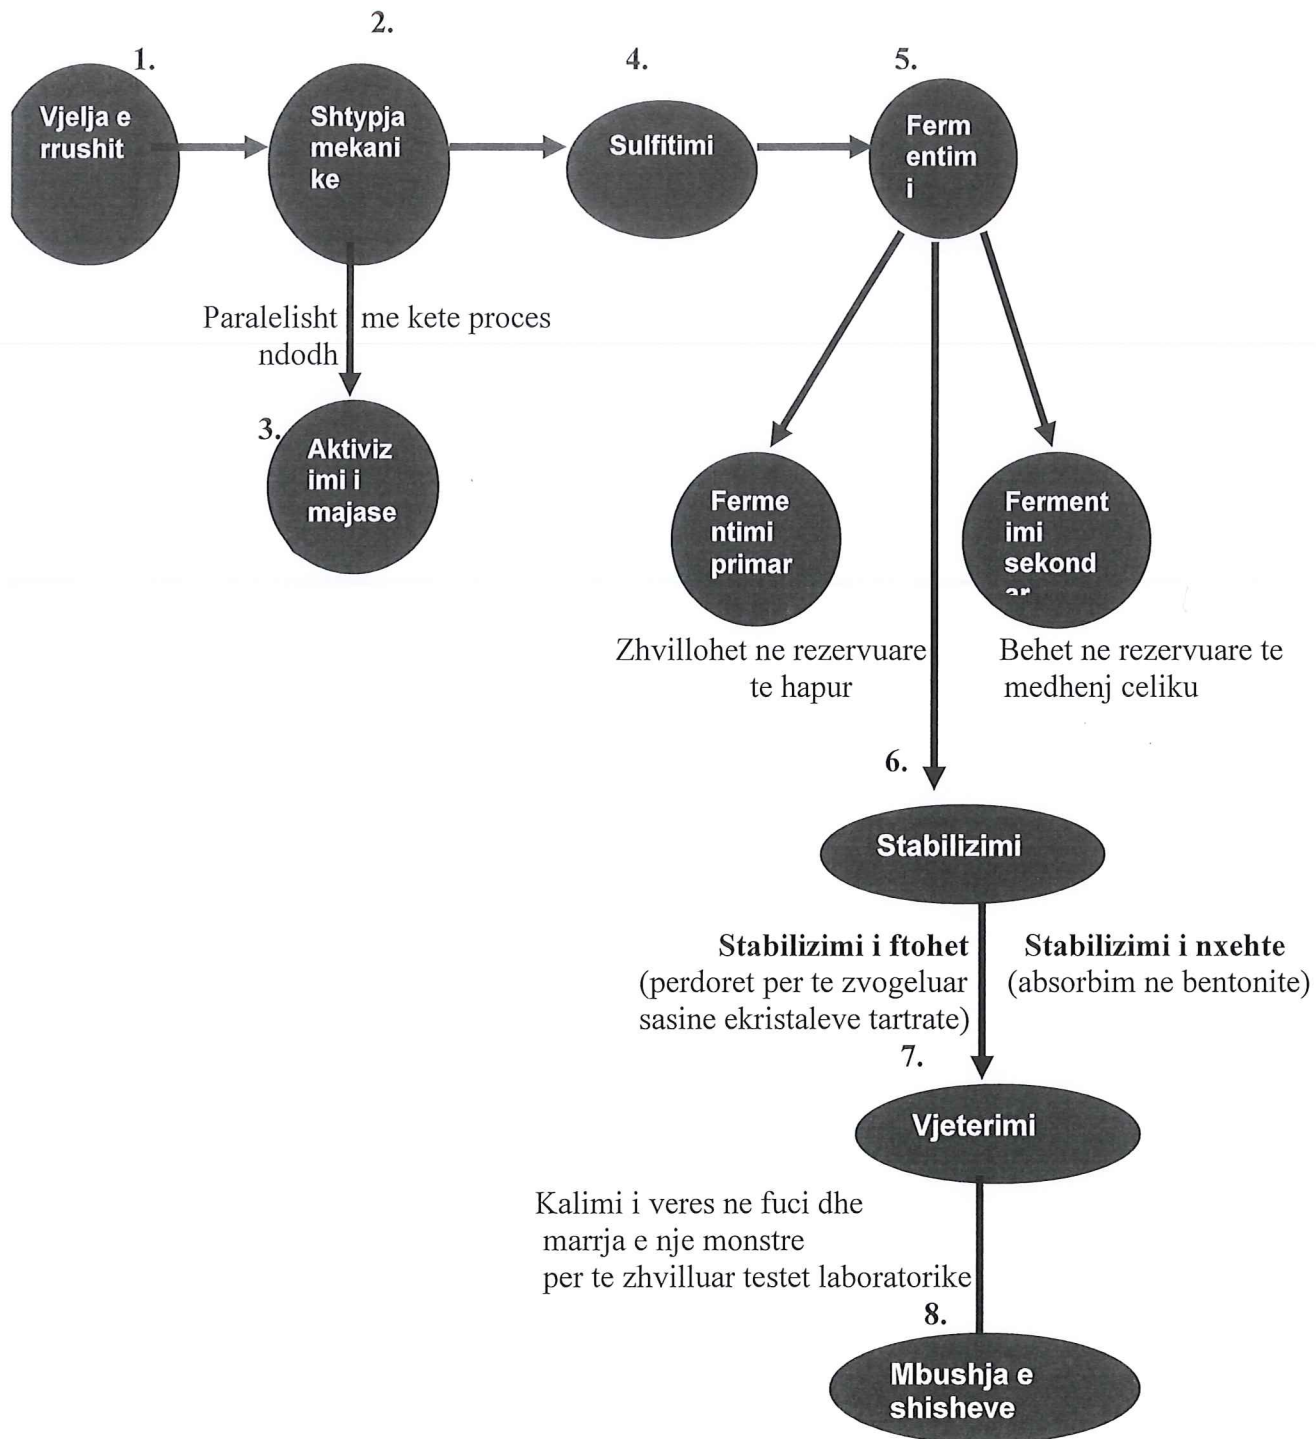 2.
1.
4.
5.
Vjelja e
rrushit
Shtypja
mekani
ke
Sulfitimi
Ferm
entim
i
Paralelisht me kete proces
ndodh
3.
Aktiviz
imi i
majase
Ferme
ntimi
primar
Ferment
imi
sekond
ar
Zhvillohet ne rezervuare
te hapur
Behet ne rezervuare te
medhenj celiku
6.
Stabilizimi
Stabilizimi i ftohet
(perdoret per te zvogeluar
sasine ekristaleve tartrate)
Stabilizimi i nxehte
(absorbim ne bentonite)
7.
Vjeterimi
Kalimi i veres ne fuci dhe
marrja e nje monstre
per te zhvilluar testet laboratorike
8.
Mbushja e
shisheve